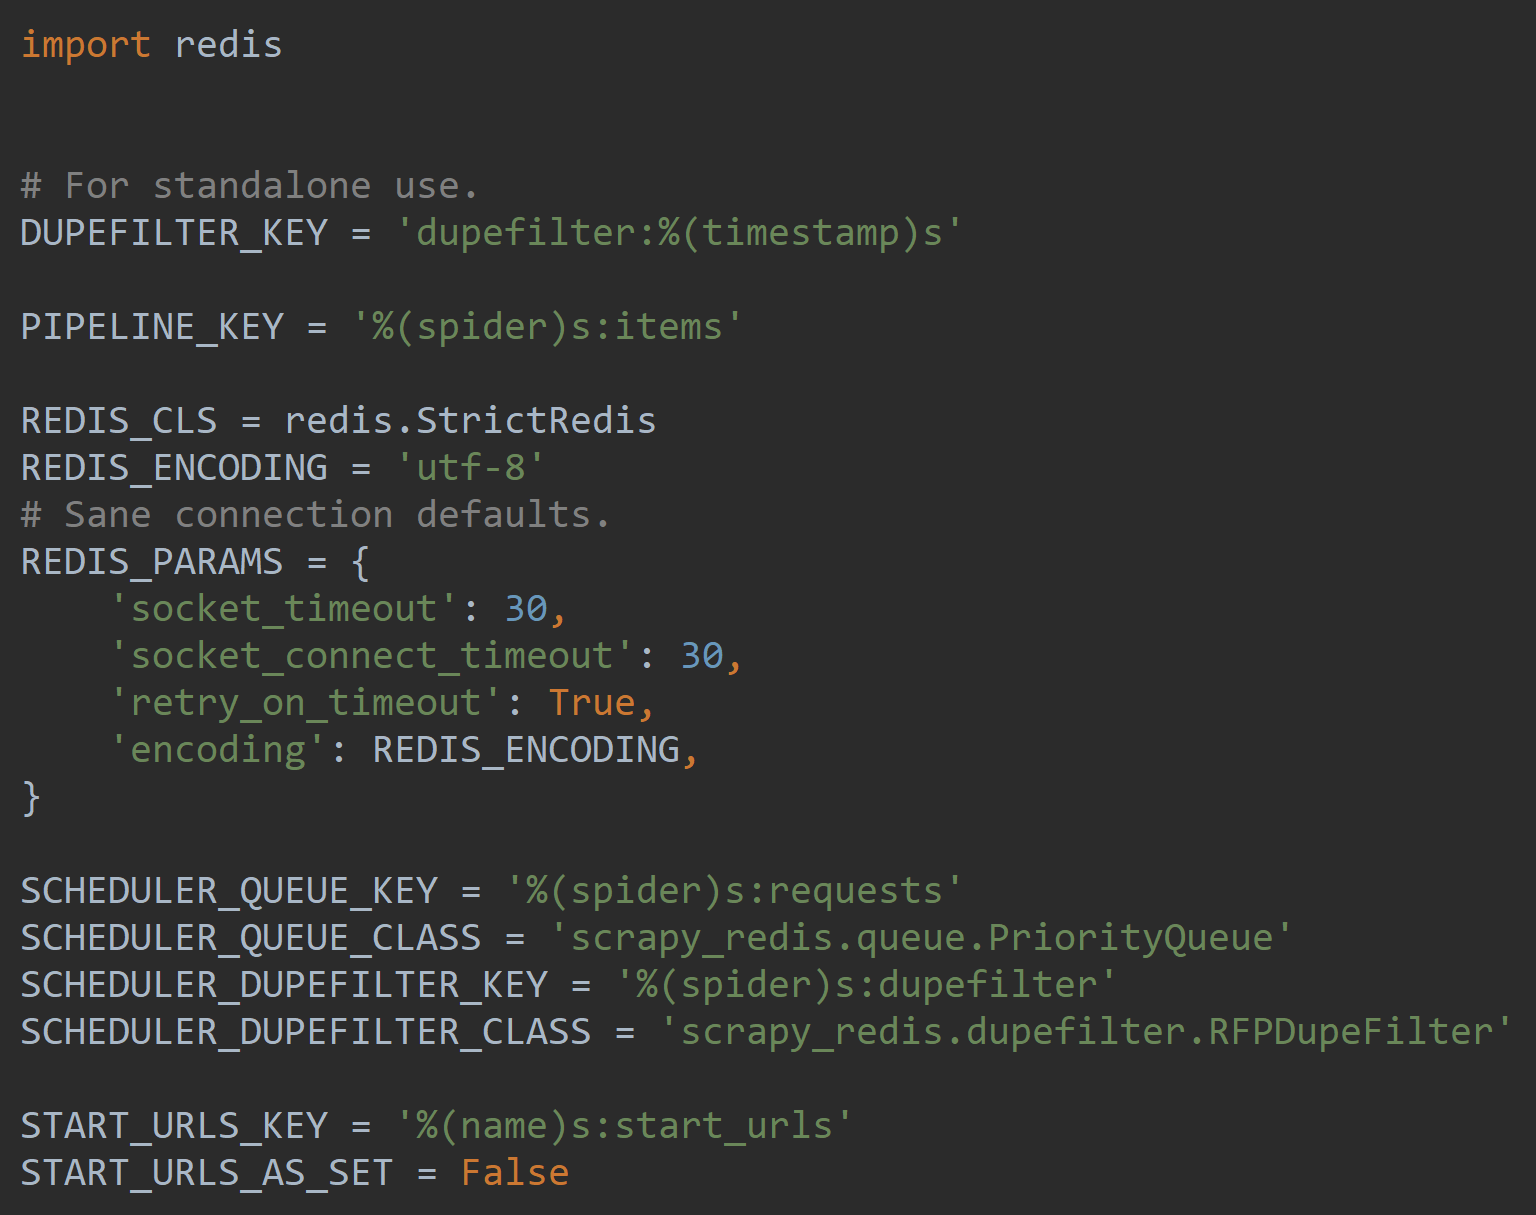 import redis
# For standalone use.
DUPEFILTER_KEY = 'dupefilter:%(timestamp)s'
PIPELINE_KEY = '%(spider)s:items'
REDIS_CLS = redis.StrictRedis
REDIS_ENCODING = 'utf-8'
# Sane connection defaults.
REDIS_PARAMS = {
    'socket_timeout': 30,
    'socket_connect_timeout': 30,
    'retry_on_timeout': True,
    'encoding': REDIS_ENCODING,
}
SCHEDULER_QUEUE_KEY = '%(spider)s:requests'
SCHEDULER_QUEUE_CLASS = 'scrapy_redis.queue.PriorityQueue'
SCHEDULER_DUPEFILTER_KEY = '%(spider)s:dupefilter'
SCHEDULER_DUPEFILTER_CLASS = 'scrapy_redis.dupefilter.RFPDupeFilter'
START_URLS_KEY = '%(name)s:start_urls'
START_URLS_AS_SET = False